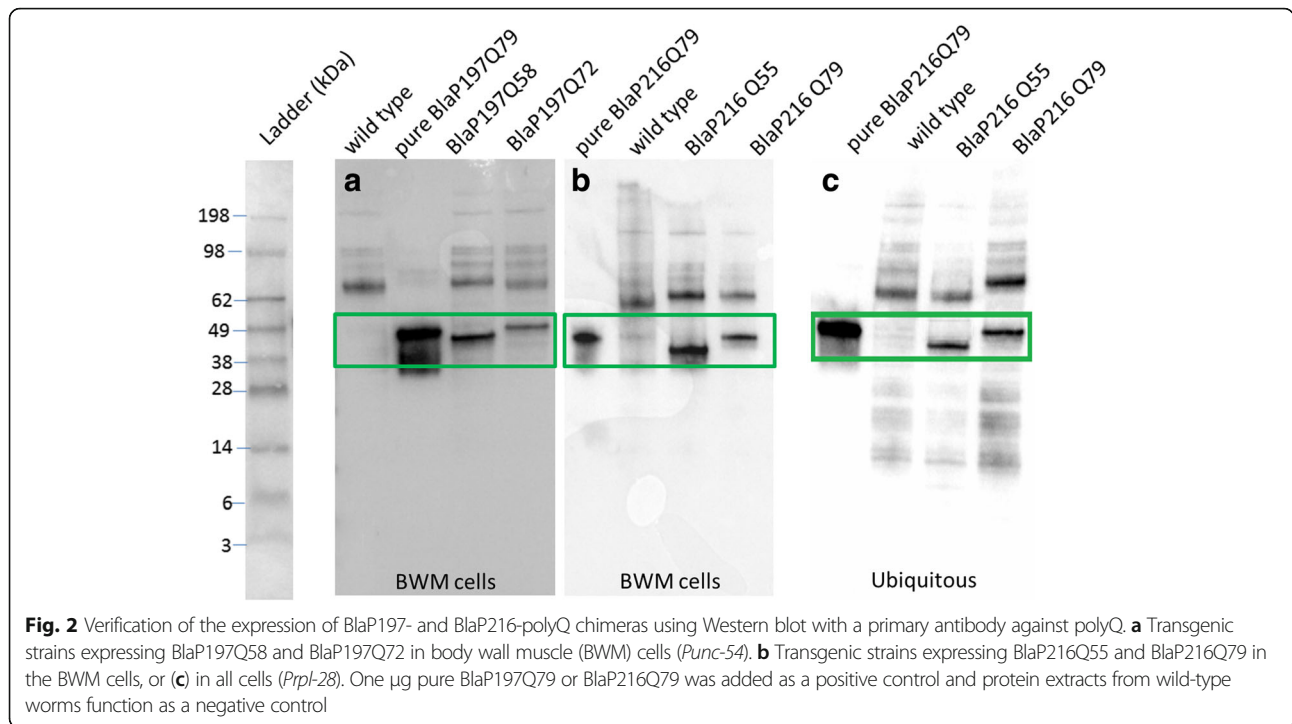 Ladder (kDa)
wild type
pure BlaP197Q79
BlaP197Q58
BlaP197Q72
pure BlaP216Q79
wild type
BlaP216 Q55
BlaP216 Q79
pure BlaP216Q79
wild type
BlaP216 Q55
BlaP216 Q79
a
b
c
198
98
62
49
38
28
14
6
3
BWM cells
BWM cells
Ubiquitous
Fig. 2 Verification of the expression of BlaP197- and BlaP216-polyQ chimeras using Western blot with a primary antibody against polyQ. a Transgenic
strains expressing BlaP197Q58 and BlaP197Q72 in body wall muscle (BWM) cells (Punc-54). b Transgenic strains expressing BlaP216Q55 and BlaP216Q79 in
the BWM cells, or (c) in all cells (Prpl-28). One μg pure BlaP197Q79 or BlaP216Q79 was added as a positive control and protein extracts from wild-type
worms function as a negative control